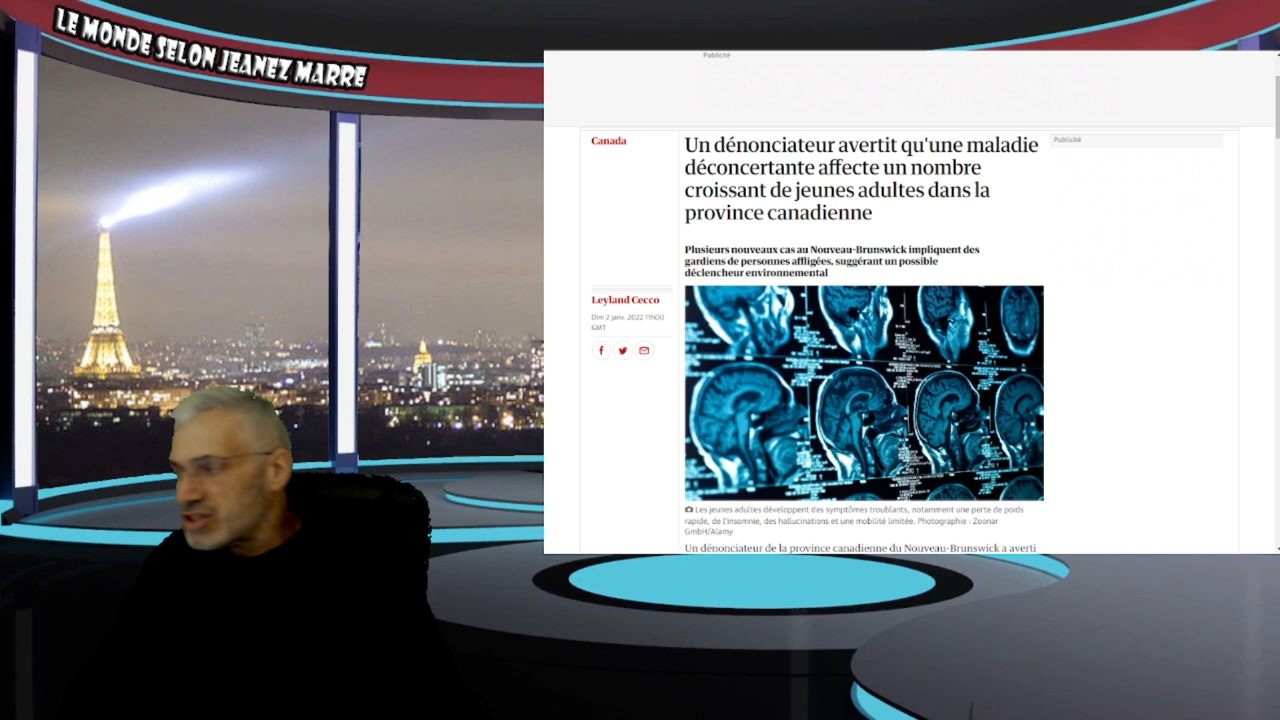 LE MONDE SELON JEANEZ MARRE
Publicité
Canada
Un dénonciateur avertit qu'une maladie
déconcertante affecte un nombre
croissant de jeunes adultes dans la
province canadienne
Publicité
Plusieurs nouveaux cas au Nouveau-Brunswick impliquent des
gardiens de personnes affligées, suggérant un possible
déclencheur environnemental
Leyland Cecco
Dim 2 janv. 2022 11h00
GMT
Les jeunes adultes développent des symptômes troublants, notamment une perte de poids
rapide, de l'insomnie, des hallucinations et une mobilité limitée. Photographie : Zoonar
GmbH/Alamy
Un dénonciateur de la province canadienne du Nouveau-Brunswick a averti